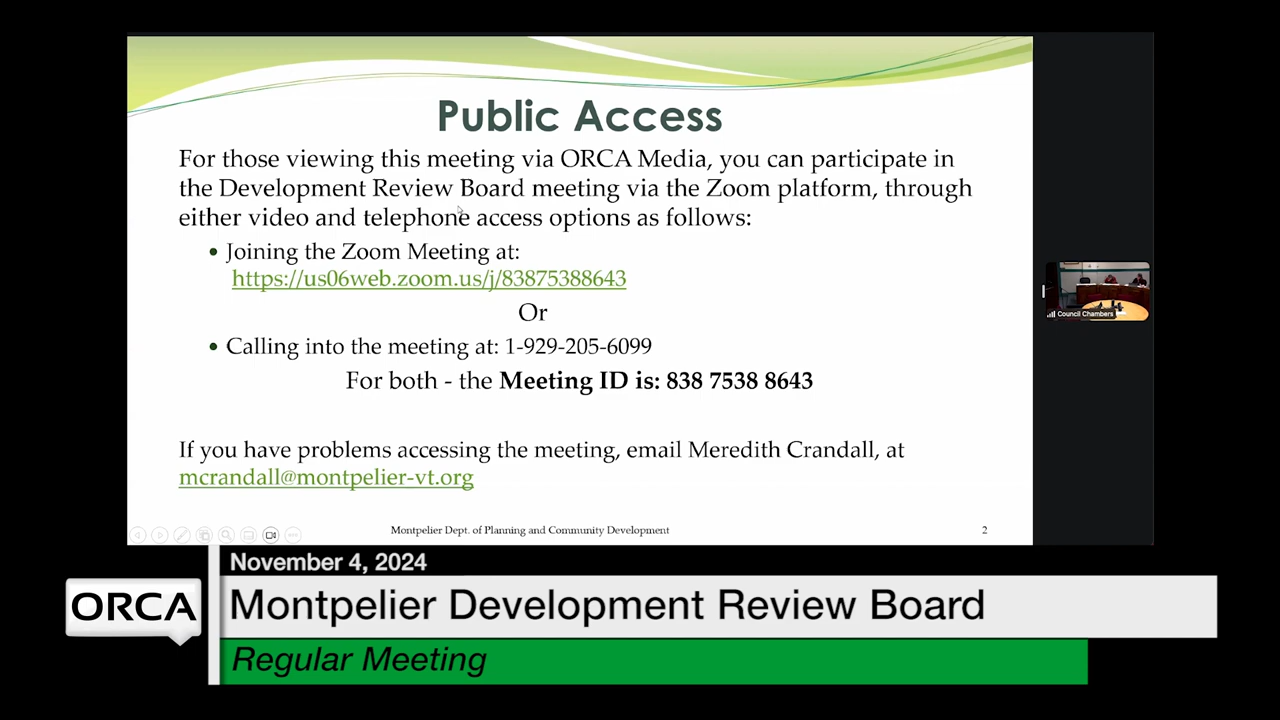 Public Access
For those viewing this meeting via ORCA Media, you can participate in
the Development Review Board meeting via the Zoom platform, through
either video and telephone access options as follows:
• Joining the Zoom Meeting at:
https://us06web.zoom.us/j/83875388643
Or
• Calling into the meeting at: 1-929-205-6099
For both - the Meeting ID is: 838 7538 8643
If you have problems accessing the meeting, email Meredith Crandall, at
mcrandall@montpelier-vt.org
Montpelier Dept. of Planning and Community Development 2
Council Chambers
November 4, 2024
ORCA
Montpelier Development Review Board
Regular Meeting